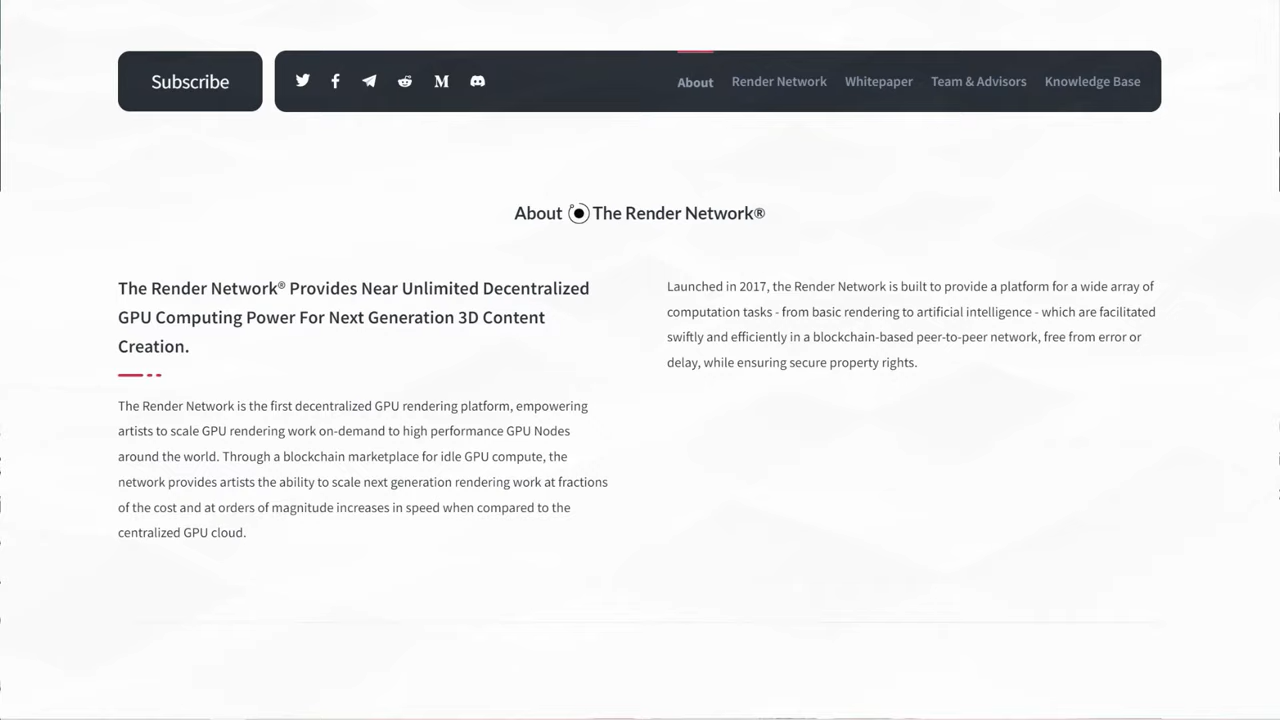 Subscribe
About Render Network Whitepaper Team & Advisors Knowledge Base
About The Render Network®
The Render Network® Provides Near Unlimited Decentralized
GPU Computing Power For Next Generation 3D Content
Creation.
The Render Network is the first decentralized GPU rendering platform, empowering
artists to scale GPU rendering work on-demand to high performance GPU Nodes
around the world. Through a blockchain marketplace for idle GPU compute, the
network provides artists the ability to scale next generation rendering work at fractions
of the cost and at orders of magnitude increases in speed when compared to the
centralized GPU cloud.
Launched in 2017, the Render Network is built to provide a platform for a wide array of
computation tasks - from basic rendering to artificial intelligence - which are facilitated
swiftly and efficiently in a blockchain-based peer-to-peer network, free from error or
delay, while ensuring secure property rights.